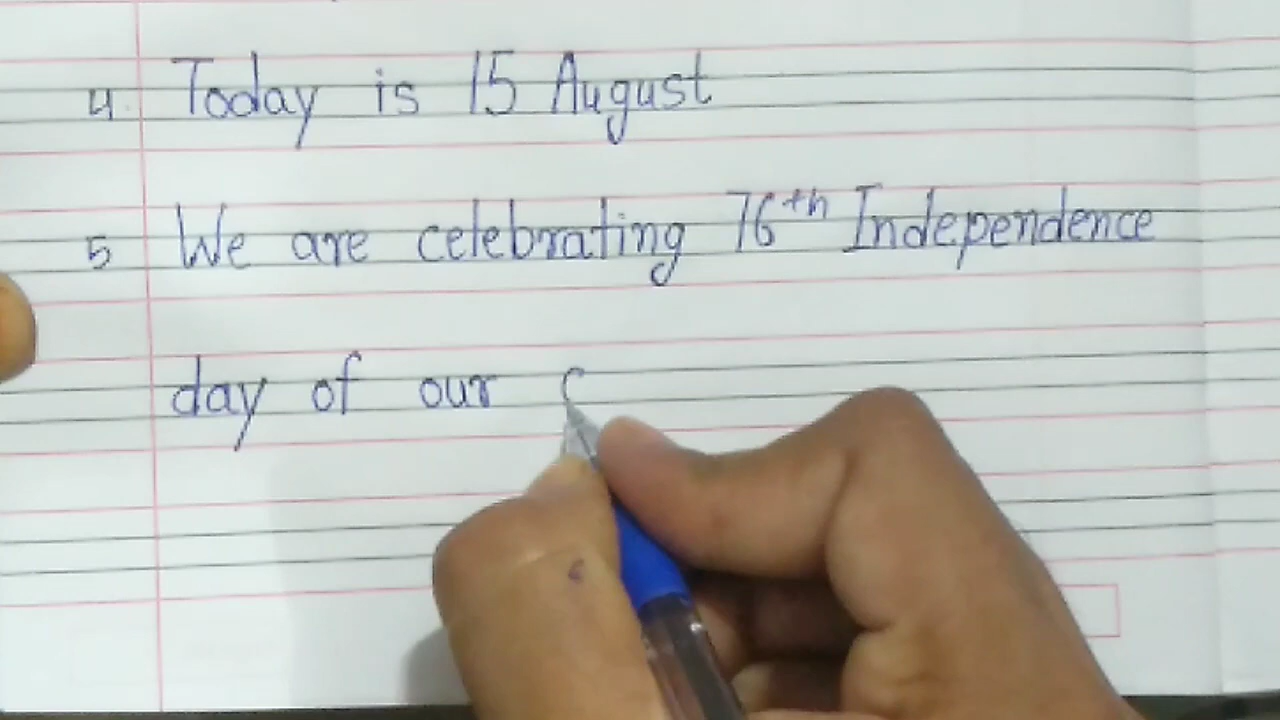 4. Today is 15 August
5 We are celebrating 76th Independence
day of our